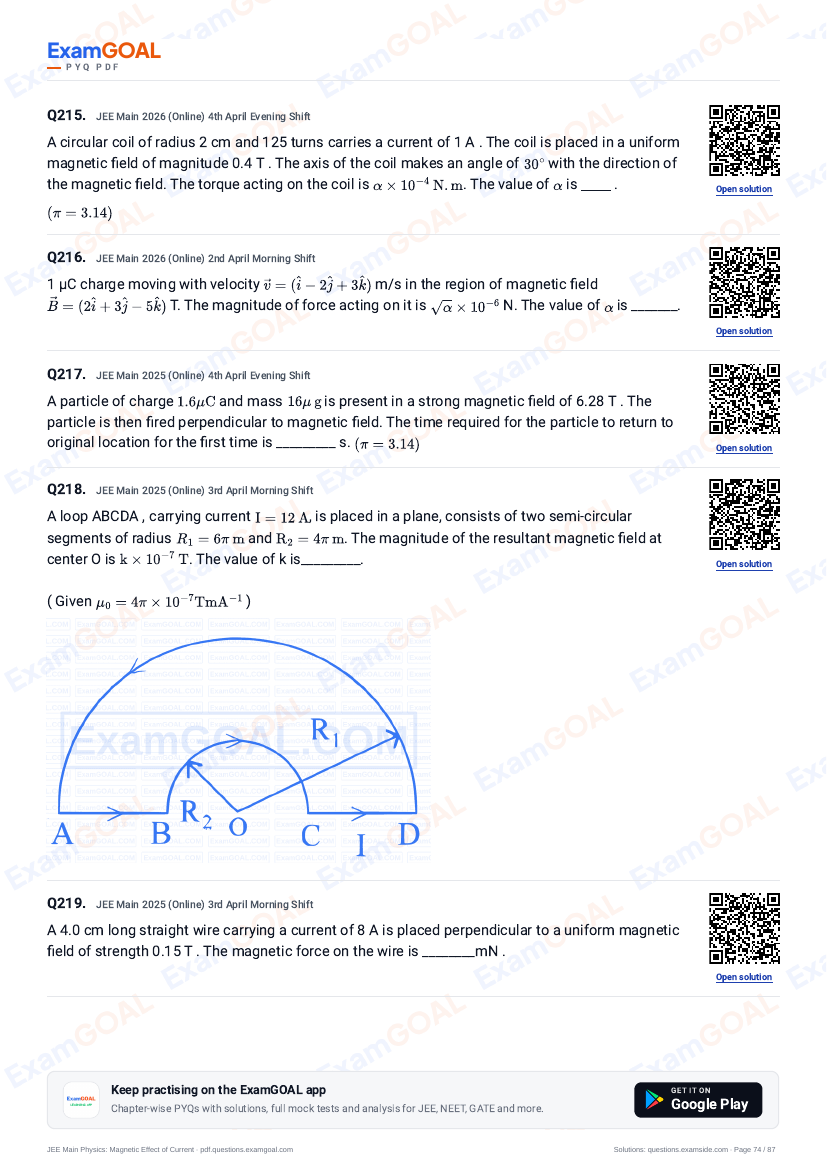 ExamGOAL
PYQ PDF
Q215. JEE Main 2026 (Online) 4th April Evening Shift
A circular coil of radius 2 cm and 125 turns carries a current of 1 A . The coil is placed in a uniform
magnetic field of magnitude 0.4 T . The axis of the coil makes an angle of 30° with the direction of
the magnetic field. The torque acting on the coil is α × 10⁻⁴ N. m. The value of α is ____ .
(π = 3.14)
Open solution
Q216. JEE Main 2026 (Online) 2nd April Morning Shift
1 μC charge moving with velocity v⃗ = (î − 2ĵ + 3k̂) m/s in the region of magnetic field
B⃗ = (2î + 3ĵ − 5k̂) T. The magnitude of force acting on it is √α × 10⁻⁶ N. The value of α is _______.
Open solution
Q217. JEE Main 2025 (Online) 4th April Evening Shift
A particle of charge 1.6μC and mass 16μ g is present in a strong magnetic field of 6.28 T . The
particle is then fired perpendicular to magnetic field. The time required for the particle to return to
original location for the first time is _________ s. (π = 3.14)
Open solution
Q218. JEE Main 2025 (Online) 3rd April Morning Shift
A loop ABCDA , carrying current I = 12 A, is placed in a plane, consists of two semi-circular
segments of radius R₁ = 6π m and R₂ = 4π m. The magnitude of the resultant magnetic field at
center O is k × 10⁻⁷ T. The value of k is_________.
Open solution
( Given μ₀ = 4π × 10⁻⁷TmA⁻¹ )
ExamGOAL.COM
R₁
R₂
A B O C I D
Q219. JEE Main 2025 (Online) 3rd April Morning Shift
A 4.0 cm long straight wire carrying a current of 8 A is placed perpendicular to a uniform magnetic
field of strength 0.15 T . The magnetic force on the wire is ________mN .
Open solution
Keep practising on the ExamGOAL app
Chapter-wise PYQs with solutions, full mock tests and analysis for JEE, NEET, GATE and more.
GET IT ON
Google Play
JEE Main Physics: Magnetic Effect of Current · pdf.questions.examgoal.com
Solutions: questions.examside.com · Page 74 / 87